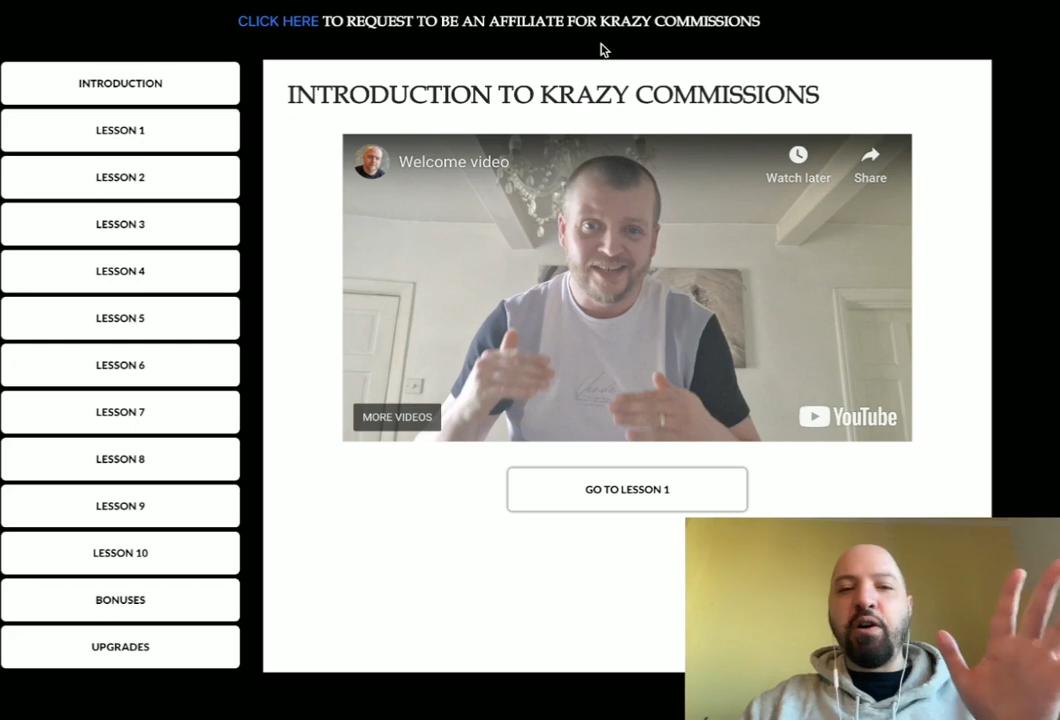 CLICK HERE TO REQUEST TO BE AN AFFILIATE FOR KRAZY COMMISSIONS
INTRODUCTION
LESSON 1
LESSON 2
LESSON 3
LESSON 4
LESSON 5
LESSON 6
LESSON 7
LESSON 8
LESSON 9
LESSON 10
BONUSES
UPGRADES
INTRODUCTION TO KRAZY COMMISSIONS
Welcome video
Watch later
Share
MORE VIDEOS
YouTube
GO TO LESSON 1